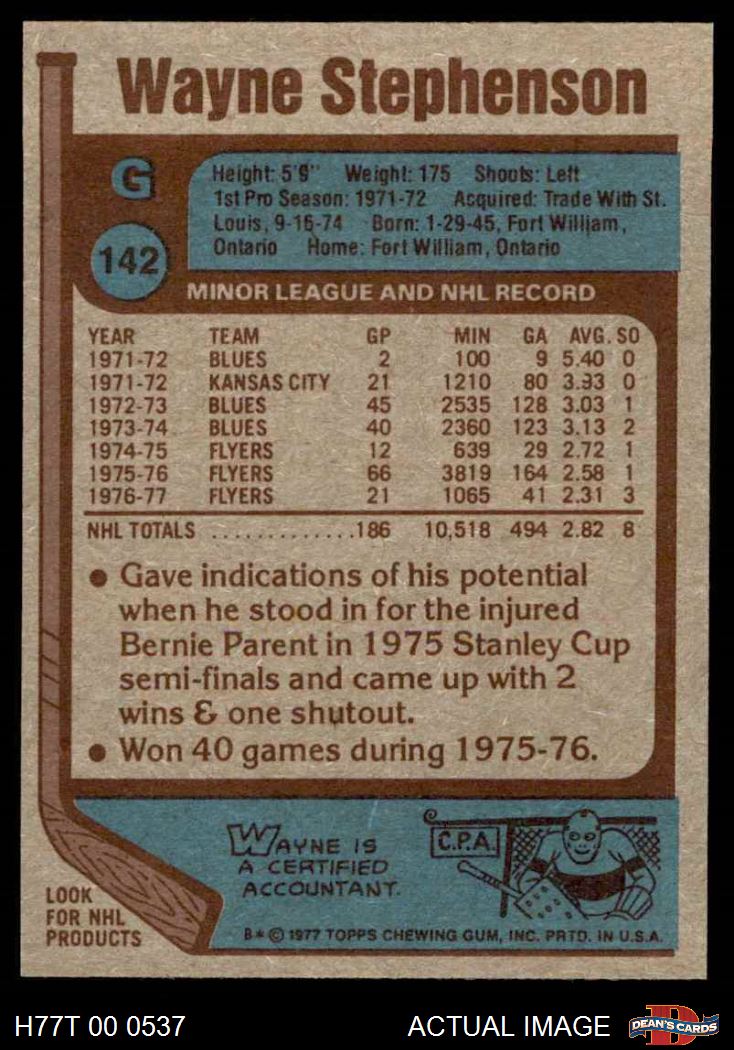 Wayne Stephenson
G
142
Height: 5'9" Weight: 175 Shoots: Left
1st Pro Season: 1971-72 Acquired: Trade With St.
Louis, 9-16-74 Born: 1-29-45, Fort William,
Ontario Home: Fort William, Ontario
MINOR LEAGUE AND NHL RECORD
YEAR TEAM GP MIN GA AVG. SO
1971-72 BLUES 2 100 9 5.40 0
1971-72 KANSAS CITY 21 1210 80 3.93 0
1972-73 BLUES 45 2535 128 3.03 1
1973-74 BLUES 40 2360 123 3.13 2
1974-75 FLYERS 12 639 29 2.72 1
1975-76 FLYERS 66 3819 164 2.58 1
1976-77 FLYERS 21 1065 41 2.31 3
NHL TOTALS ............. 186 10,518 494 2.82 8
• Gave indications of his potential
when he stood in for the injured
Bernie Parent in 1975 Stanley Cup
semi-finals and came up with 2
wins & one shutout.
• Won 40 games during 1975-76.
WAYNE IS
A CERTIFIED
ACCOUNTANT.
C.P.A.
LOOK
FOR NHL
PRODUCTS
B* © 1977 TOPPS CHEWING GUM, INC. PRTD. IN U.S.A.
H77T 00 0537
ACTUAL IMAGE
D
DEAN'S CARDS